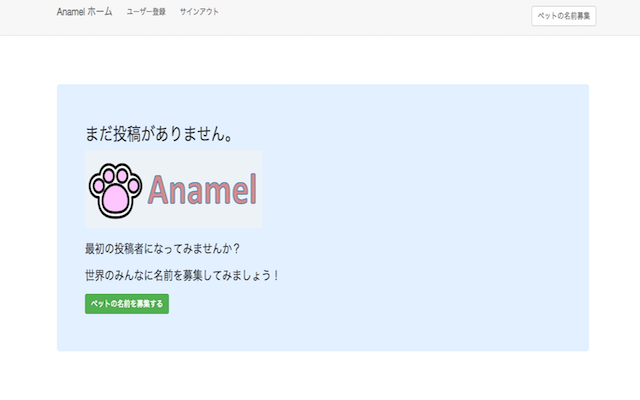 Anamel ホーム ユーザー登録 サインアウト ペットの名前募集
まだ投稿がありません。
Anamel
最初の投稿者になってみませんか？
世界のみんなに名前を募集してみましょう！
ペットの名前を募集する